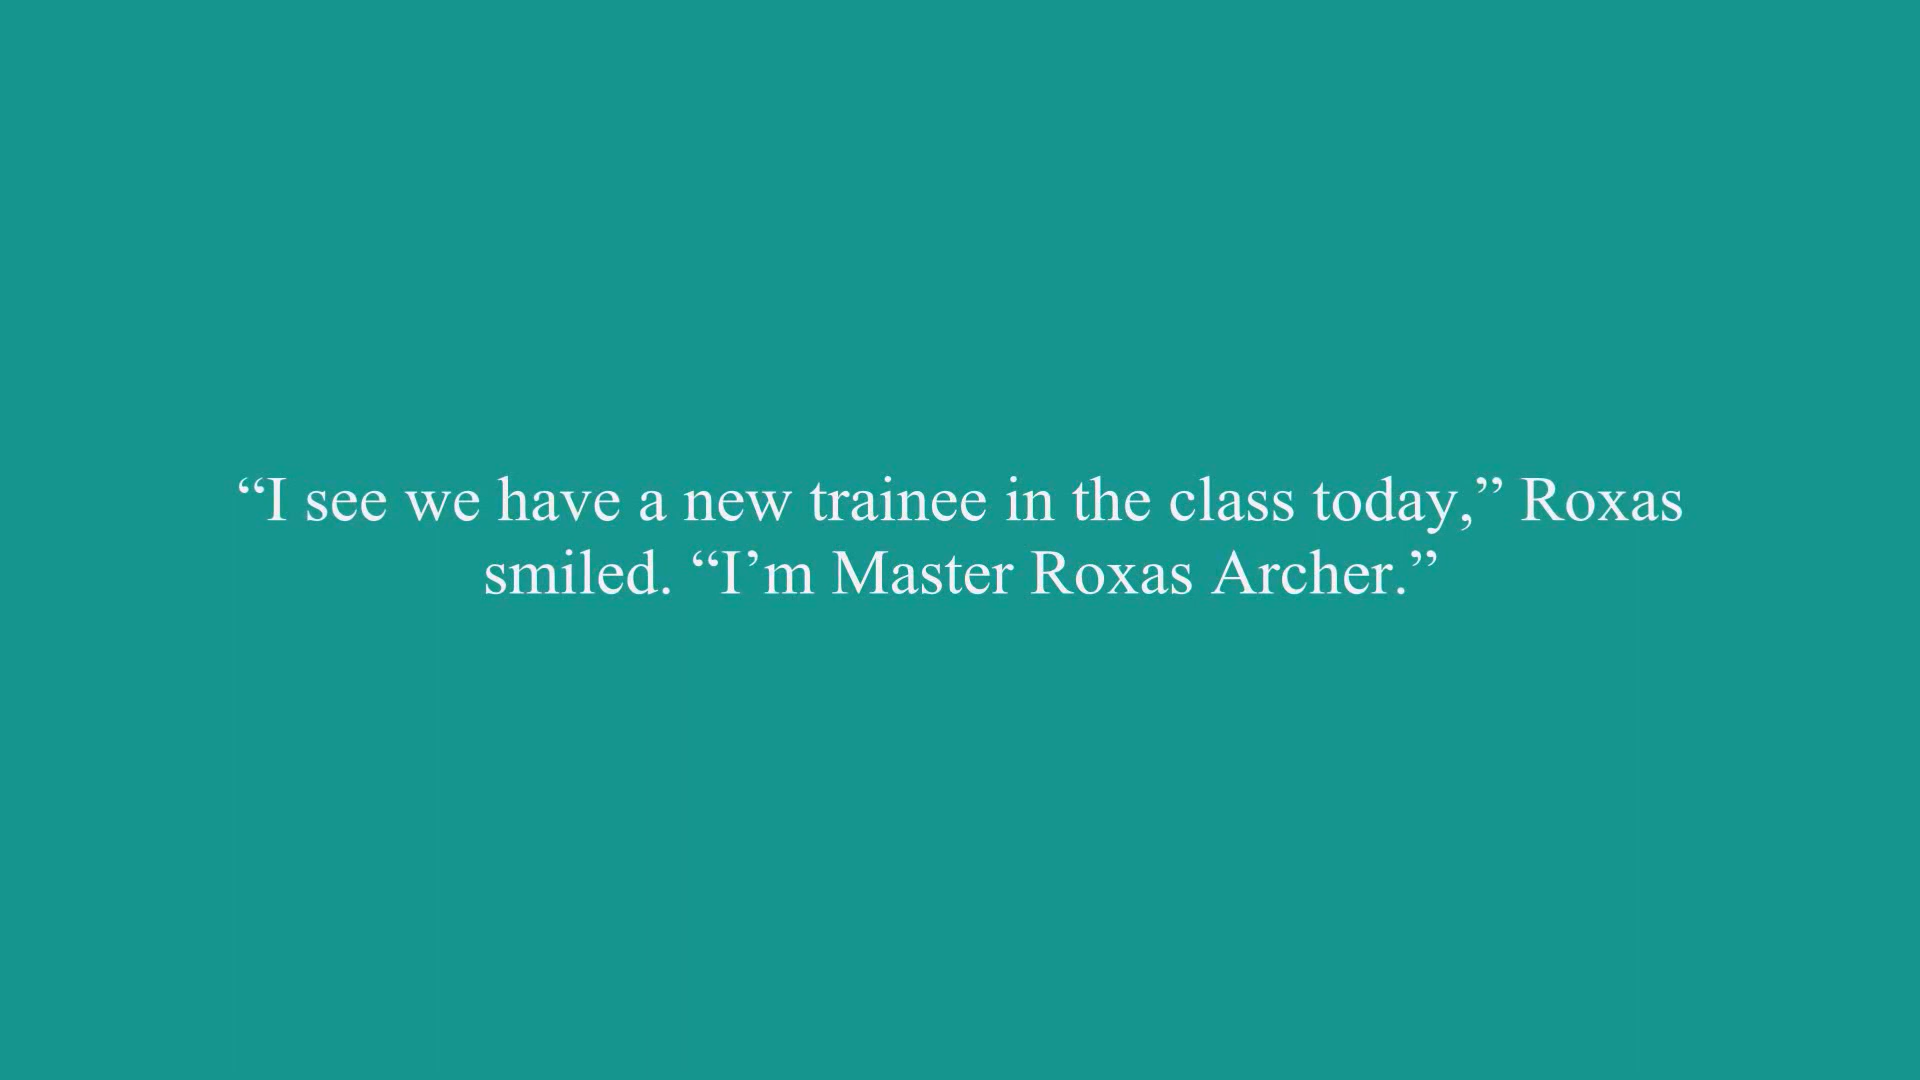 “I see we have a new trainee in the class today,” Roxas
smiled. “I’m Master Roxas Archer.”